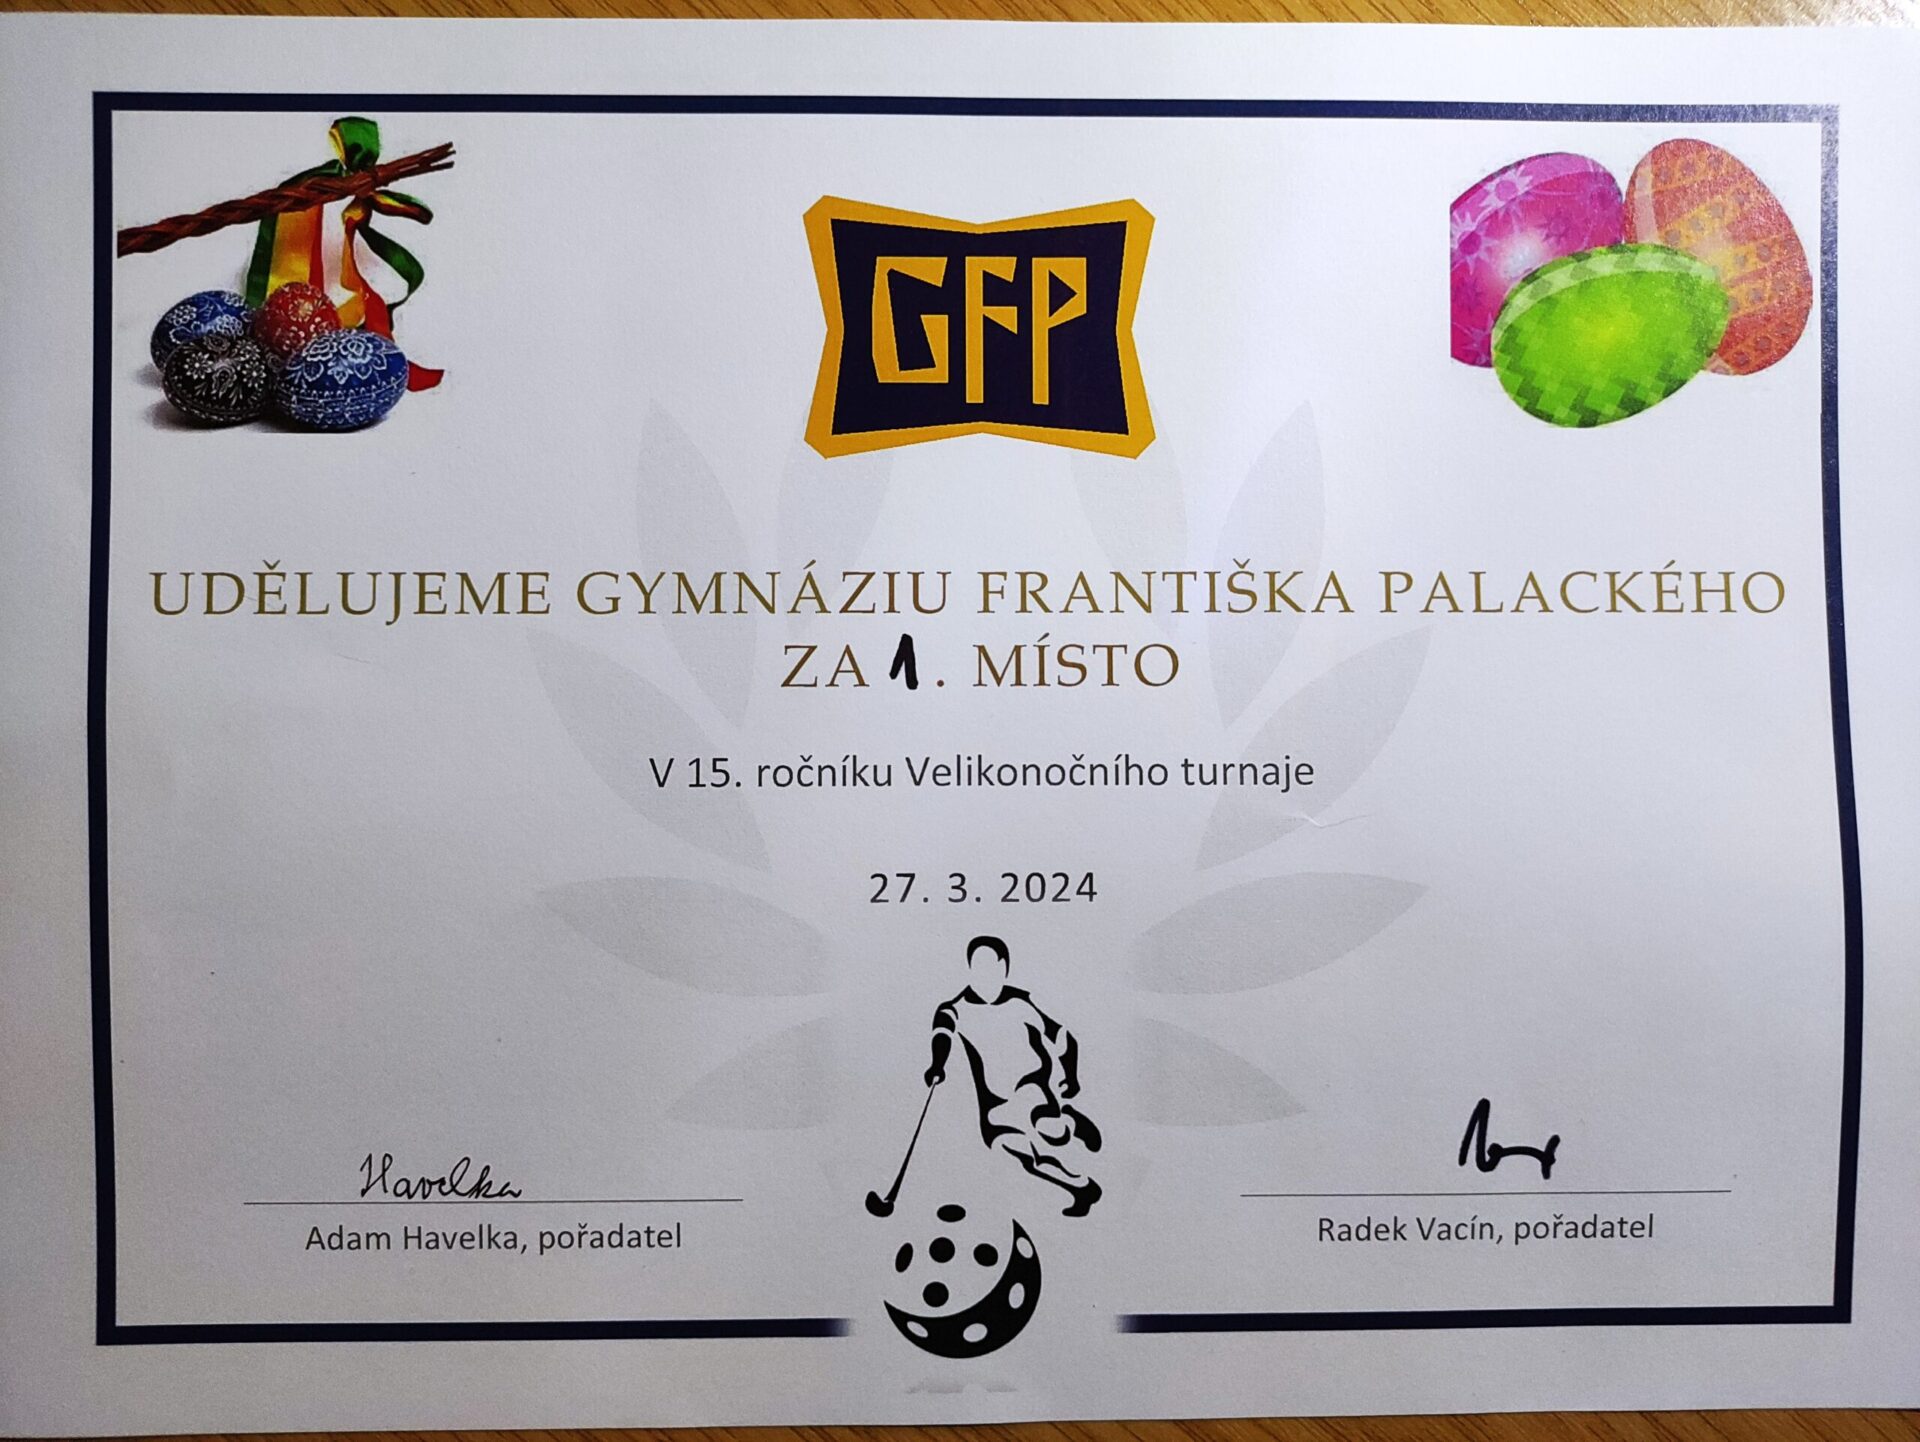 GFP
UDĚLUJEME GYMNÁZIU FRANTIŠKA PALACKÉHO
ZA 1. MÍSTO
V 15. ročníku Velikonočního turnaje
27. 3. 2024
Havelka
Adam Havelka, pořadatel
Radek Vacín, pořadatel